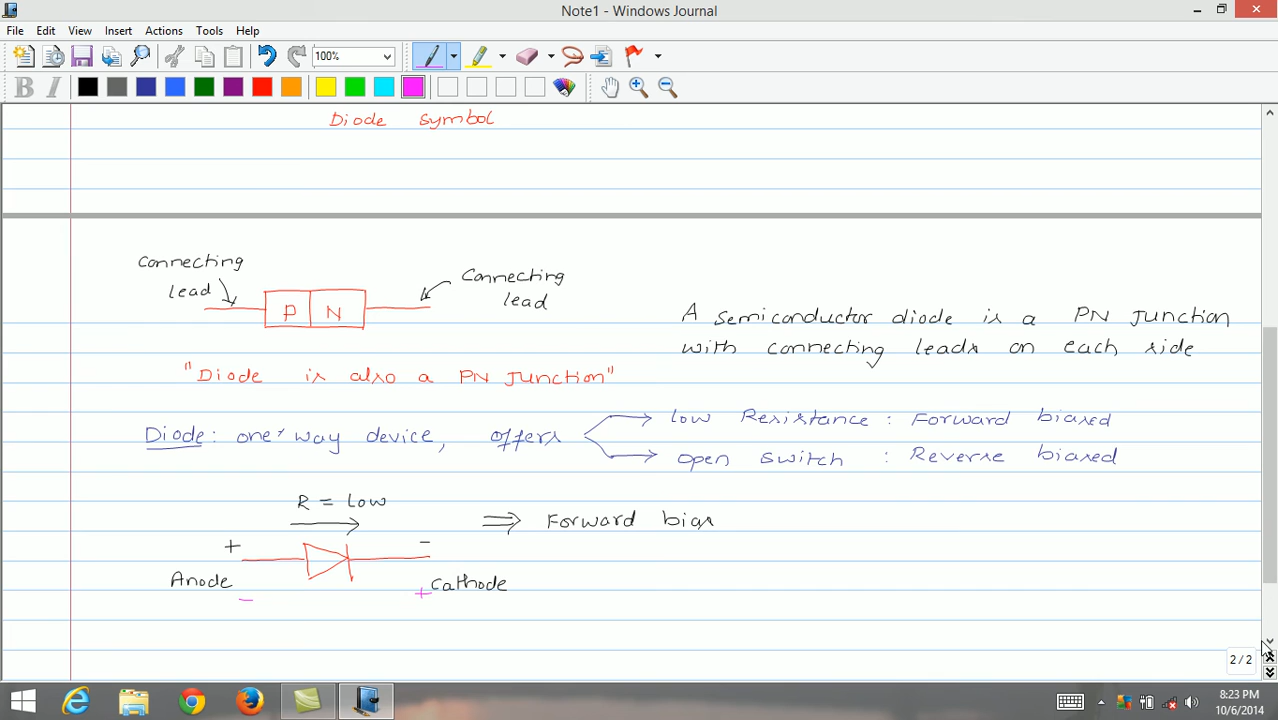 Note1 - Windows Journal
File Edit View Insert Actions Tools Help
100%
B I
Diode Symbol
Connecting
lead
Connecting
lead
P N
A Semiconductor diode is a PN Junction
with connecting leads on each side
"Diode is also a PN Junction"
Diode: one-way device, offers
low Resistance : Forward biased
open switch : Reverse biased
R = Low
⇒ Forward bias
+ -
Anode Cathode
- +
2 / 2
8:23 PM
10/6/2014